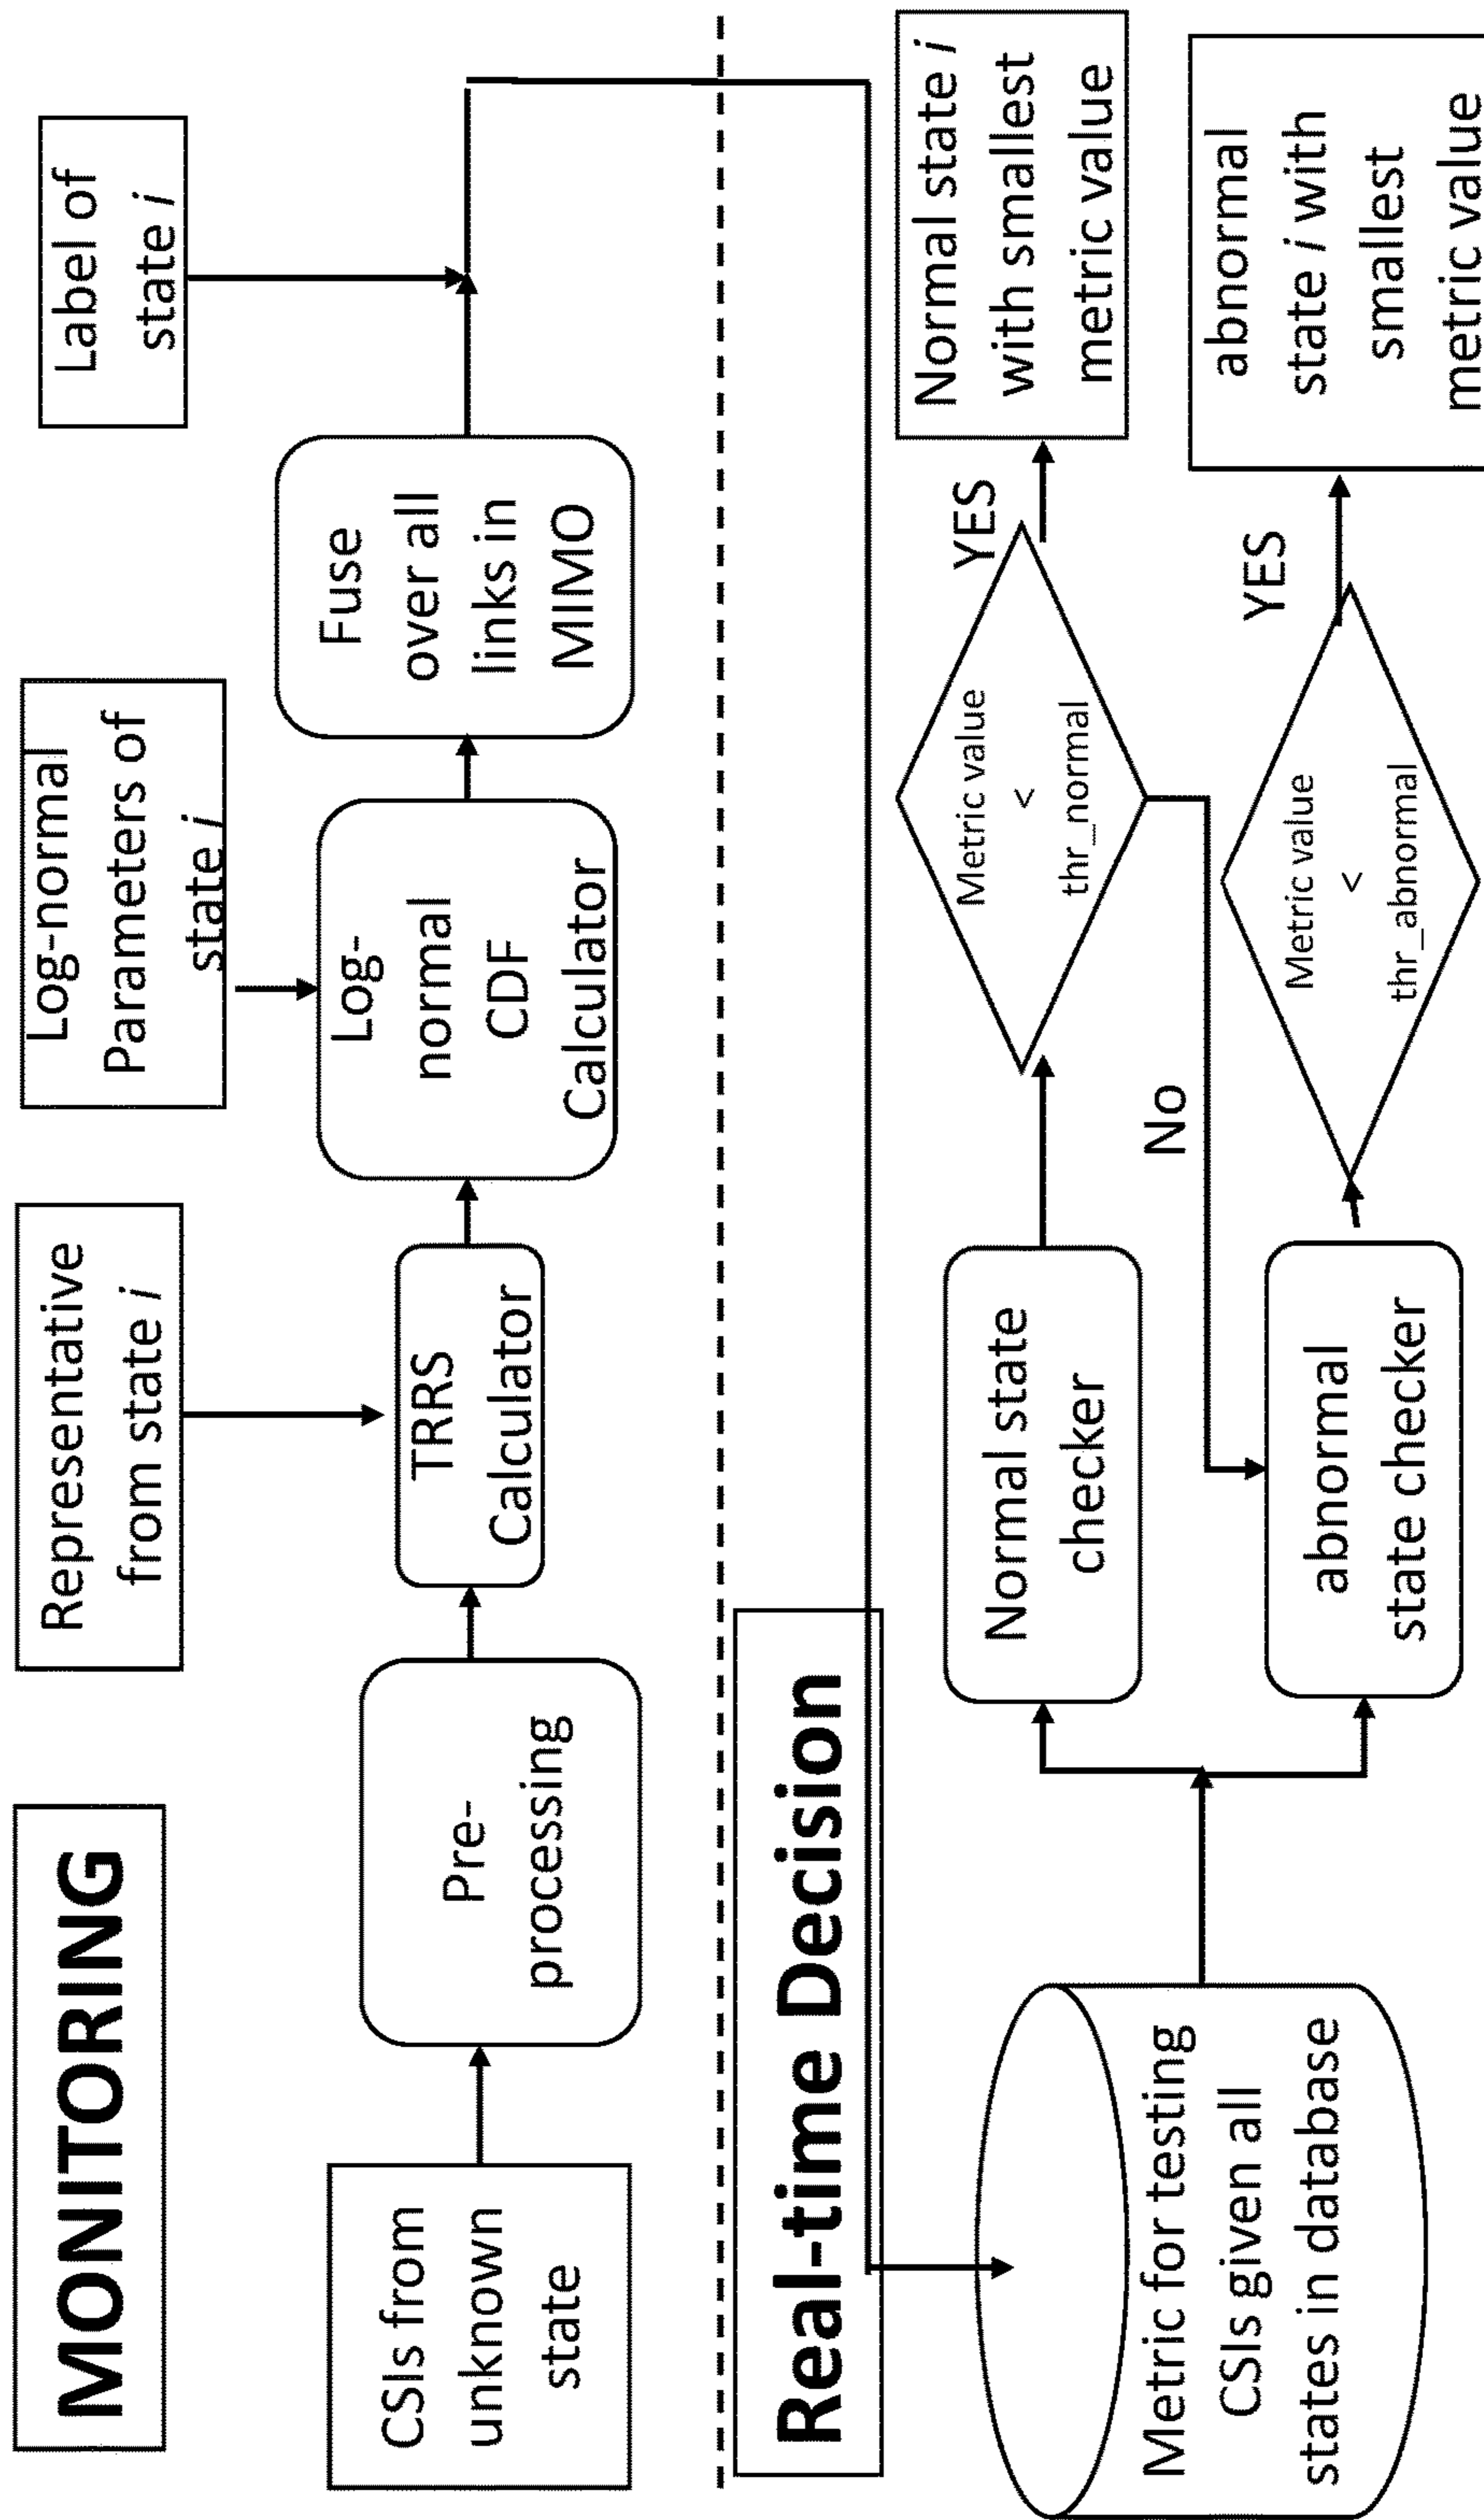 MONITORING
Representative
from state i
Log-normal
Parameters of
state i
Label of
state i
CSIs from
unknown
state
Pre-
processing
TRRS
Calculator
Log-
normal
CDF
Calculator
Fuse
over all
links in
MIMO
Real-time Decision
Metric for testing
CSIs given all
states in database
Normal state
checker
Metric value
<
thr_normal
YES
Normal state i
with smallest
metric value
No
abnormal
state checker
Metric value
<
thr_abnormal
YES
abnormal
state i with
smallest
metric value